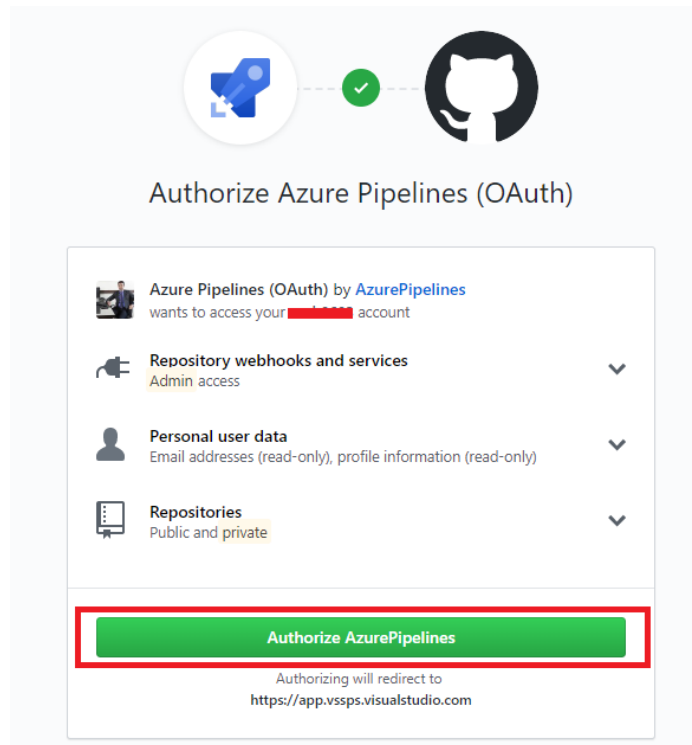 Authorize Azure Pipelines (OAuth)
Azure Pipelines (OAuth) by AzurePipelines
wants to access your account
Repository webhooks and services
Admin access
Personal user data
Email addresses (read-only), profile information (read-only)
Repositories
Public and private
Authorize AzurePipelines
Authorizing will redirect to
https://app.vssps.visualstudio.com